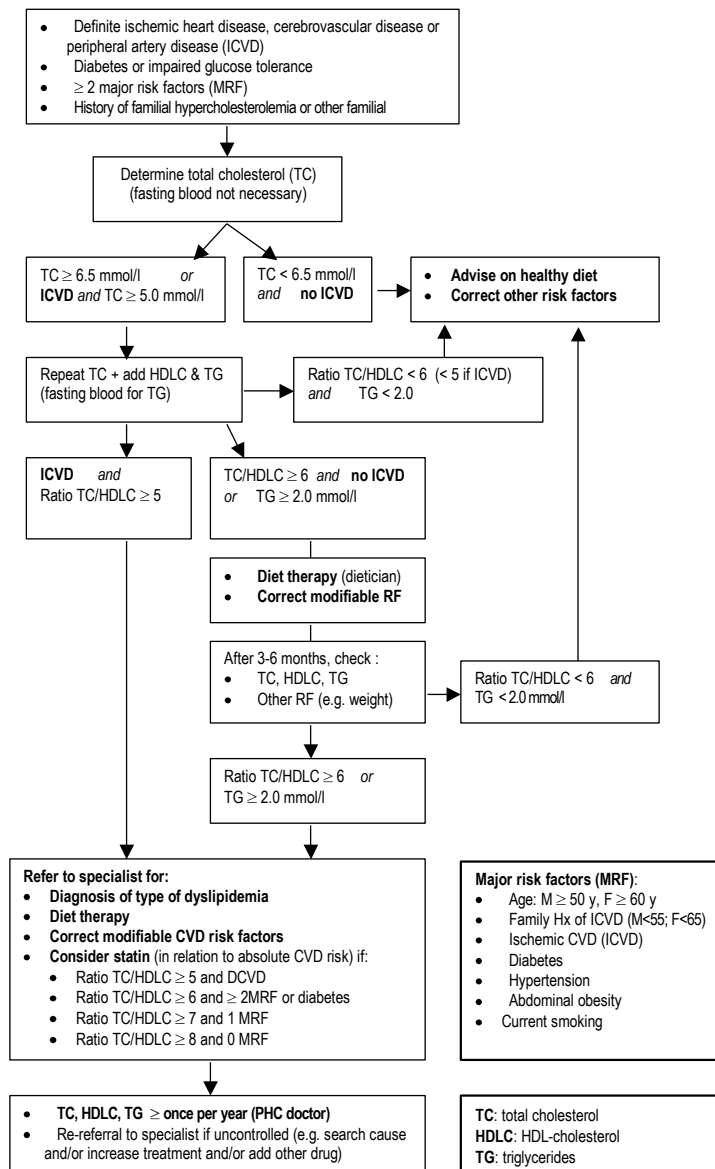 • Definite ischemic heart disease, cerebrovascular disease or
peripheral artery disease (ICVD)
• Diabetes or impaired glucose tolerance
• ≥ 2 major risk factors (MRF)
• History of familial hypercholesterolemia or other familial
Determine total cholesterol (TC)
(fasting blood not necessary)
TC ≥ 6.5 mmol/l or
ICVD and TC ≥ 5.0 mmol/l
TC < 6.5 mmol/l
and no ICVD
• Advise on healthy diet
• Correct other risk factors
Repeat TC + add HDLC & TG
(fasting blood for TG)
Ratio TC/HDLC < 6 (< 5 if ICVD)
and TG < 2.0
ICVD and
Ratio TC/HDLC ≥ 5
TC/HDLC ≥ 6 and no ICVD
or TG ≥ 2.0 mmol/l
• Diet therapy (dietician)
• Correct modifiable RF
After 3-6 months, check :
• TC, HDLC, TG
• Other RF (e.g. weight)
Ratio TC/HDLC < 6 and
TG < 2.0 mmol/l
Ratio TC/HDLC ≥ 6 or
TG ≥ 2.0 mmol/l
Refer to specialist for:
• Diagnosis of type of dyslipidemia
• Diet therapy
• Correct modifiable CVD risk factors
• Consider statin (in relation to absolute CVD risk) if:
• Ratio TC/HDLC ≥ 5 and DCVD
• Ratio TC/HDLC ≥ 6 and ≥ 2MRF or diabetes
• Ratio TC/HDLC ≥ 7 and 1 MRF
• Ratio TC/HDLC ≥ 8 and 0 MRF
Major risk factors (MRF):
• Age: M ≥ 50 y, F ≥ 60 y
• Family Hx of ICVD (M<55; F<65)
• Ischemic CVD (ICVD)
• Diabetes
• Hypertension
• Abdominal obesity
• Current smoking
• TC, HDLC, TG ≥ once per year (PHC doctor)
• Re-referral to specialist if uncontrolled (e.g. search cause
and/or increase treatment and/or add other drug)
TC: total cholesterol
HDLC: HDL-cholesterol
TG: triglycerides